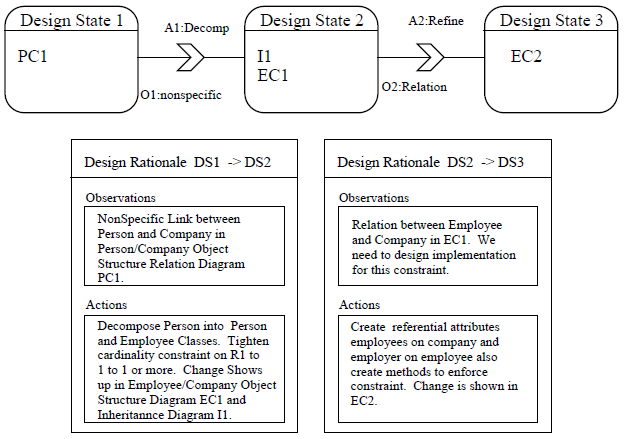 Design State 1
PC1
A1:Decomp
O1:nonspecific
Design State 2
I1
EC1
A2:Refine
O2:Relation
Design State 3
EC2
Design Rationale DS1 -> DS2
Observations
NonSpecific Link between
Person and Company in
Person/Company Object
Structure Relation Diagram
PC1.
Actions
Decompose Person into Person
and Employee Classes. Tighten
cardinality constraint on R1 to
1 to 1 or more. Change Shows
up in Employee/Company Object
Structure Diagram EC1 and
Inheritannce Diagram I1.
Design Rationale DS2 -> DS3
Observations
Relation between Employee
and Company in EC1. We
need to design implementation
for this constraint.
Actions
Create referential attributes
employees on company and
employer on employee also
create methods to enforce
constraint. Change is shown in
EC2.